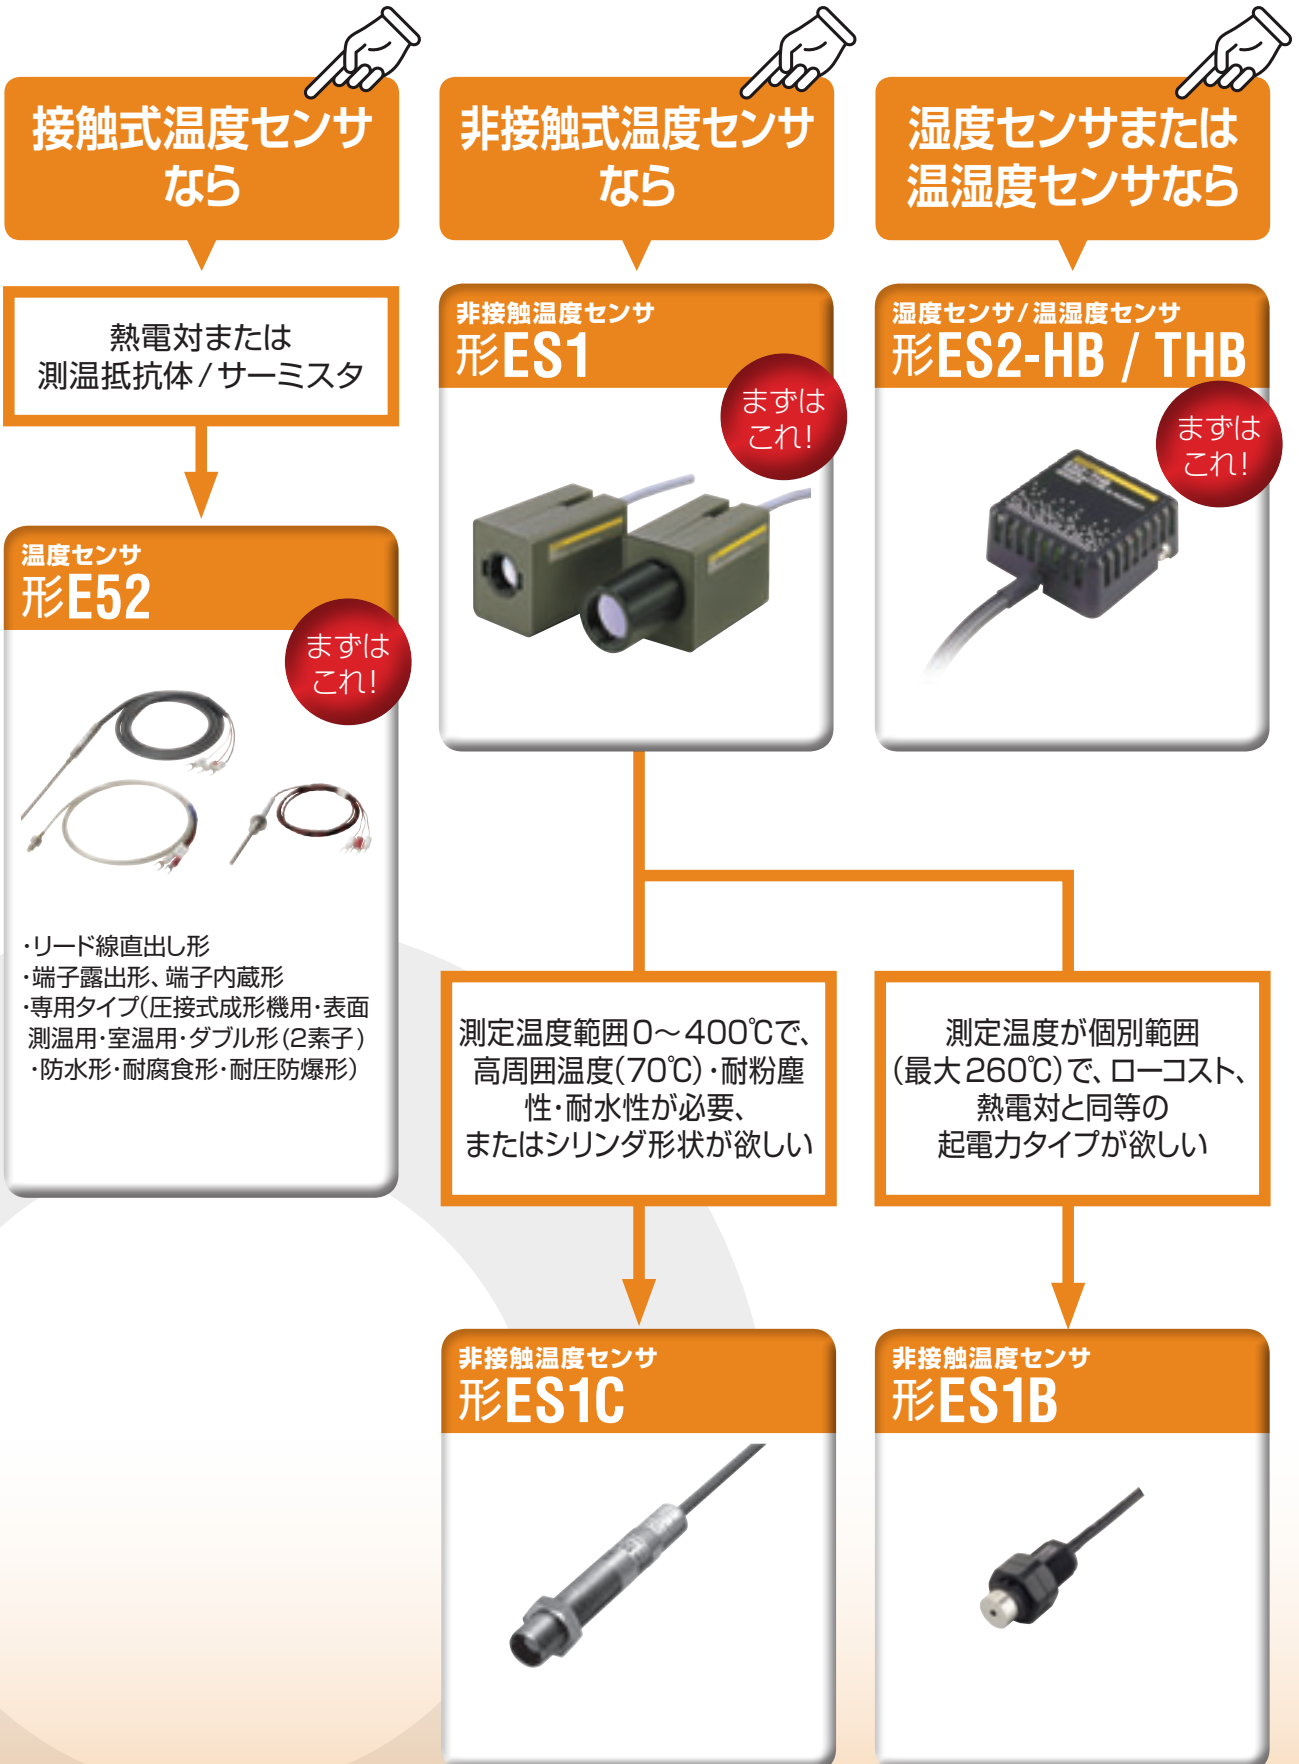 接触式温度センサ
なら
熱電対または
測温抵抗体/サーミスタ
温度センサ
形E52
まずは
これ!
・リード線直出し形
・端子露出形、端子内蔵形
・専用タイプ(圧接式成形機用・表面
測温用・室温用・ダブル形(2素子)
・防水形・耐腐食形・耐圧防爆形)
非接触式温度センサ
なら
非接触温度センサ
形ES1
まずは
これ!
測定温度範囲0〜400℃で、
高周囲温度(70℃)・耐粉塵
性・耐水性が必要、
またはシリンダ形状が欲しい
非接触温度センサ
形ES1C
測定温度が個別範囲
(最大260℃)で、ローコスト、
熱電対と同等の
起電力タイプが欲しい
非接触温度センサ
形ES1B
湿度センサまたは
温湿度センサなら
湿度センサ/温湿度センサ
形ES2-HB / THB
まずは
これ!